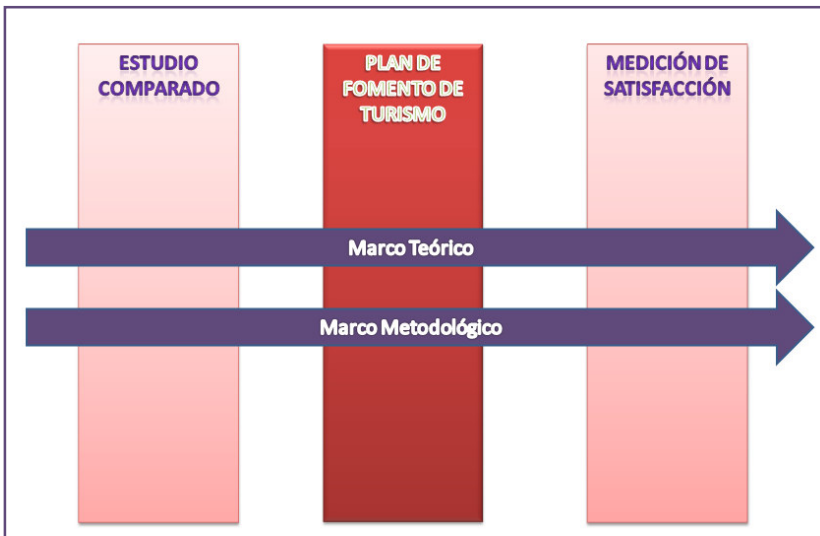 ESTUDIO
COMPARADO
PLAN DE
FOMENTO DE
TURISMO
MEDICIÓN DE
SATISFACCIÓN
Marco Teórico
Marco Metodológico